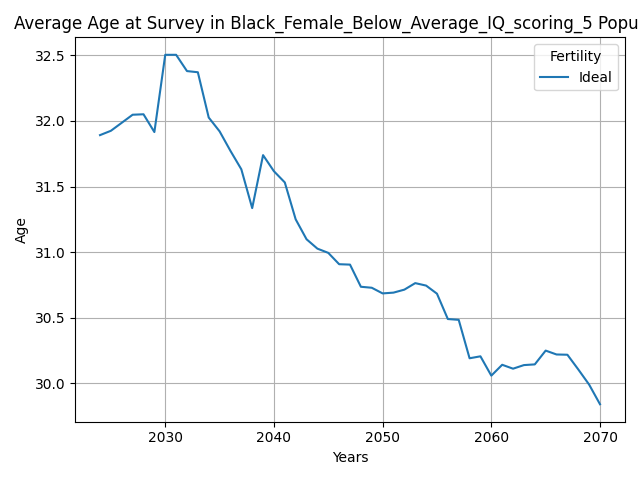 Average Age at Survey in Black_Female_Below_Average_IQ_scoring_5 Popu
Fertility
Ideal
Age
32.5
32.0
31.5
31.0
30.5
30.0
2030 2040 2050 2060 2070
Years